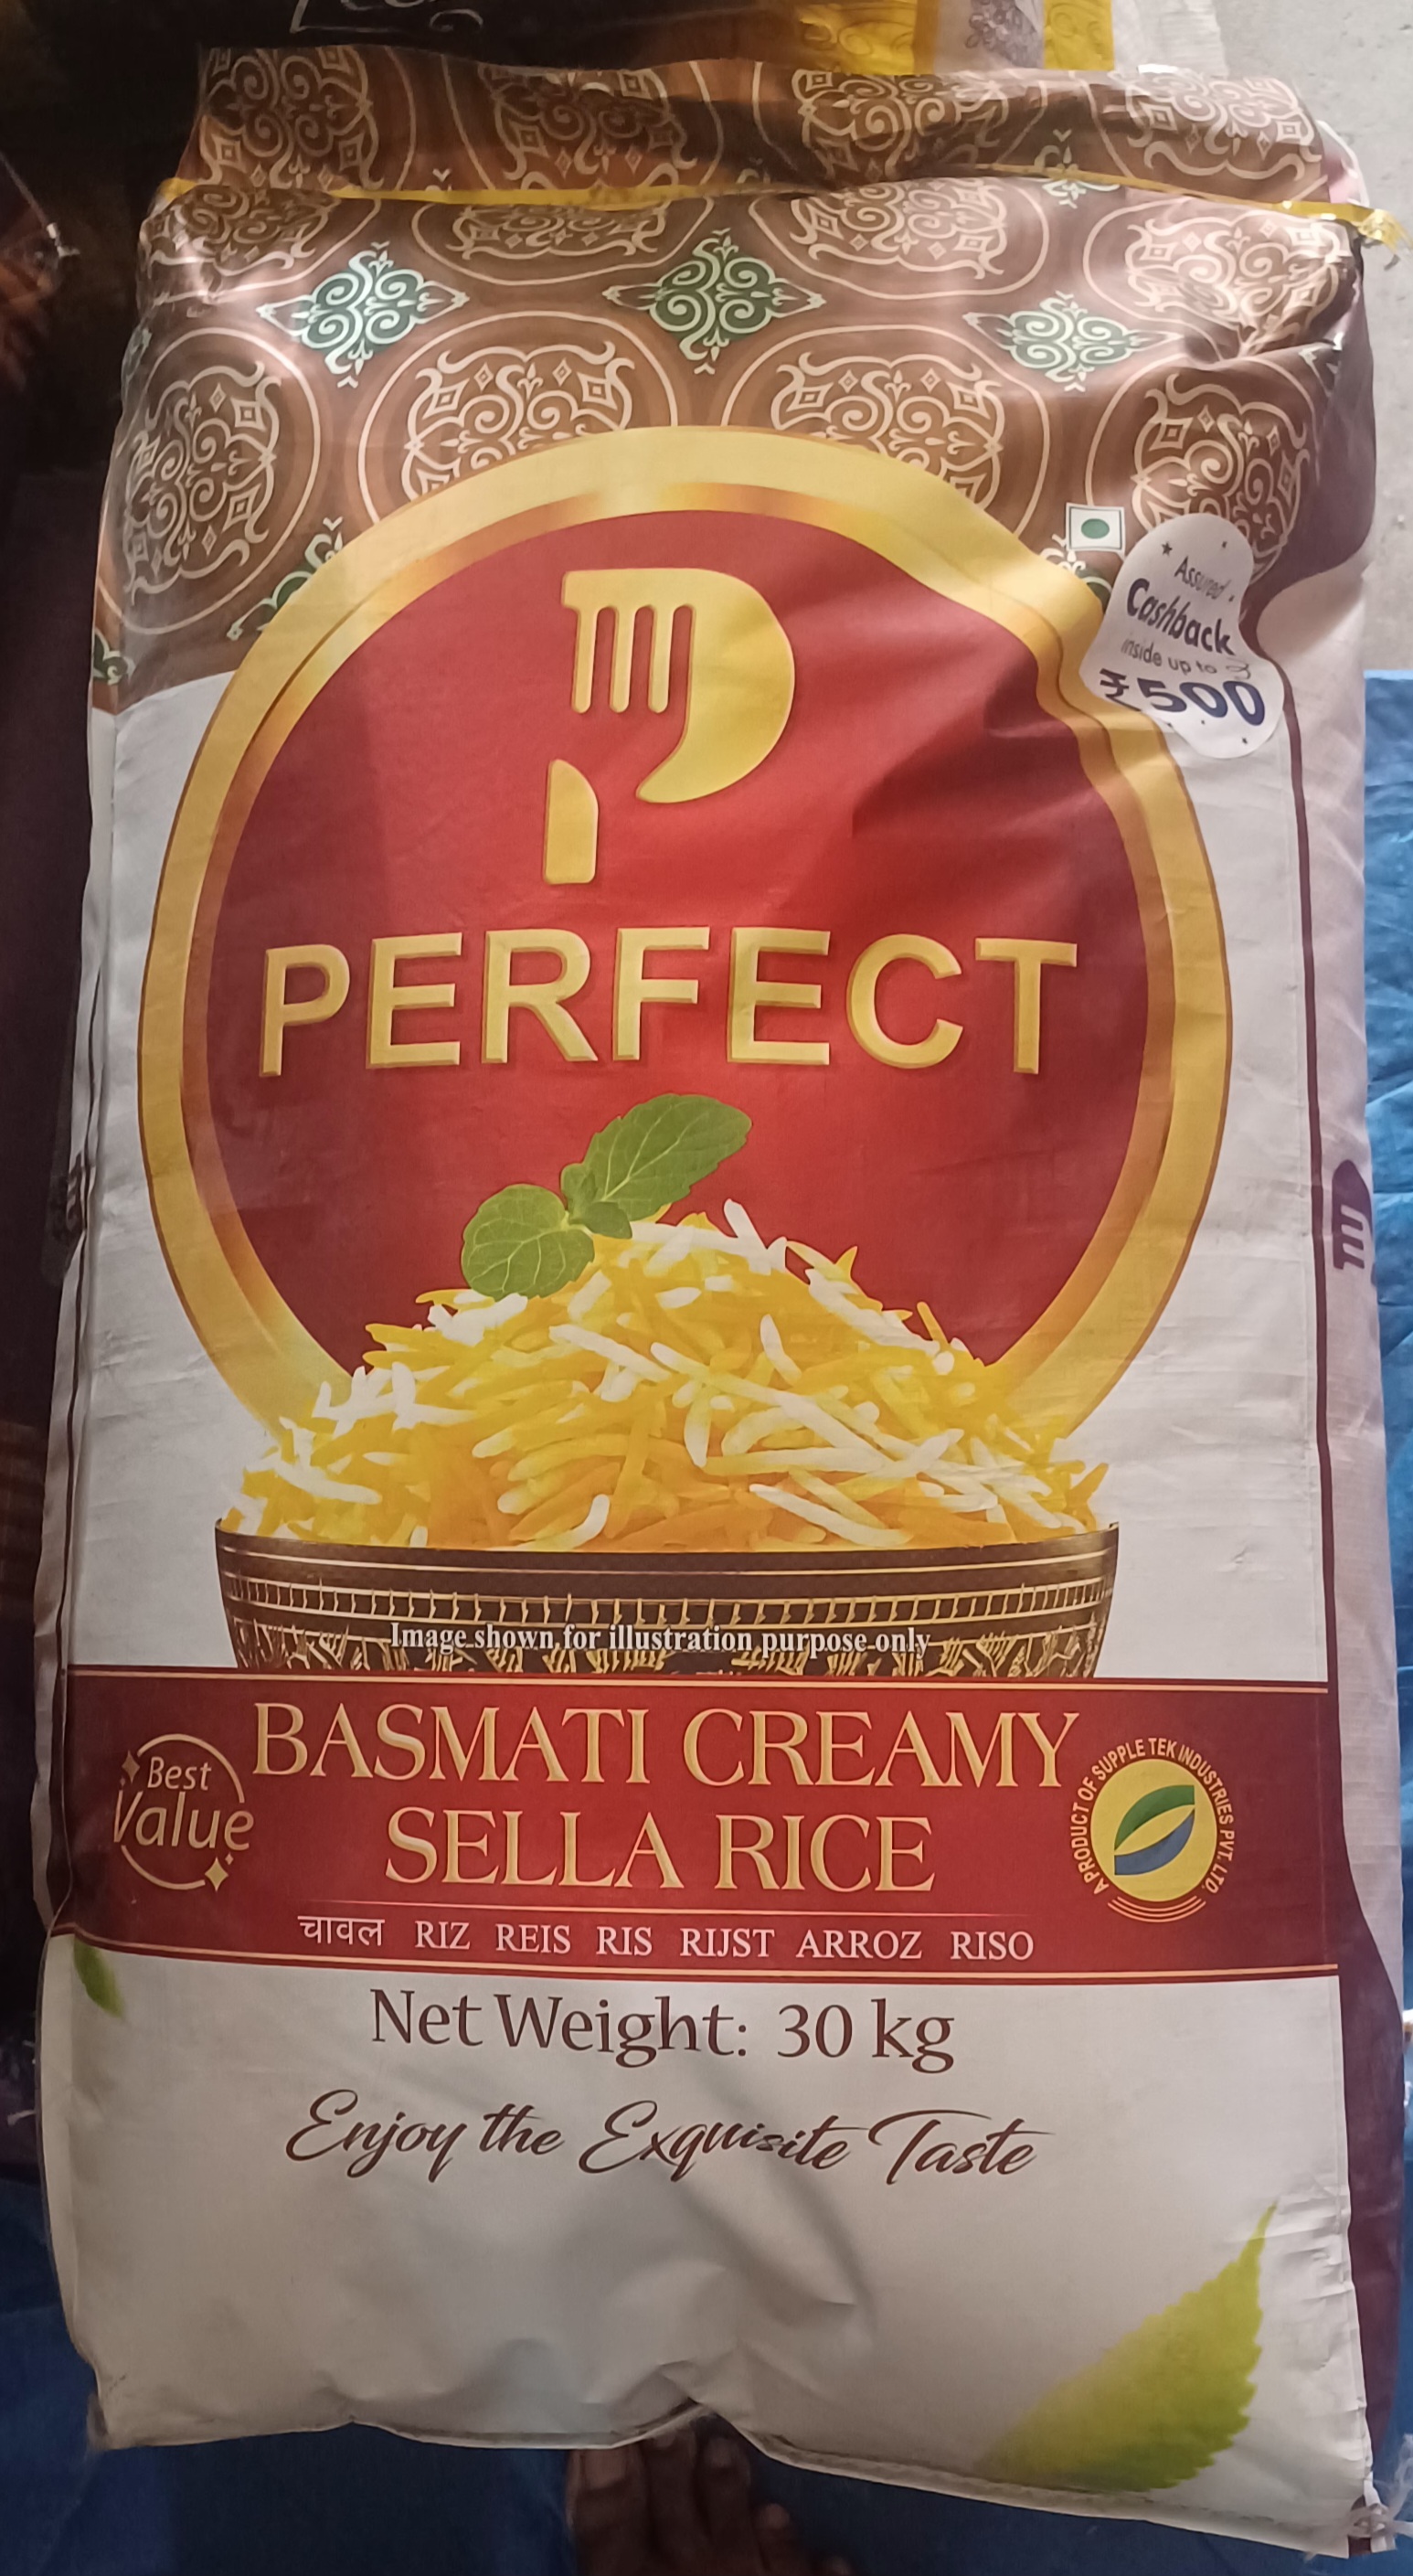 Assured
Cashback
inside up to
₹500
PERFECT
Image shown for illustration purpose only
Best
Value
BASMATI CREAMY
SELLA RICE
A PRODUCT OF SUPPLE TEK INDUSTRIES PVT. LTD.
चावल RIZ REIS RIS RIJST ARROZ RISO
Net Weight: 30 kg
Enjoy the Exquisite Taste